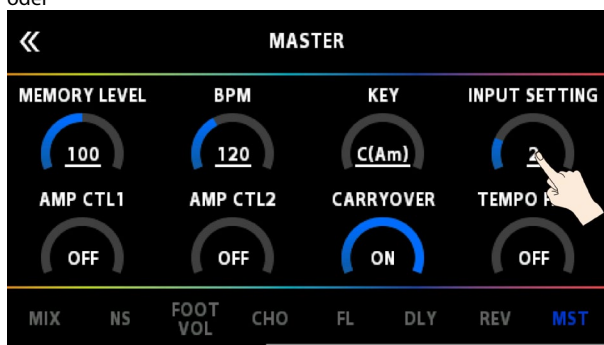 oder
MASTER
MEMORY LEVEL BPM KEY INPUT SETTING
100 120 C(Am) 2
AMP CTL1 AMP CTL2 CARRYOVER TEMPO
OFF OFF ON OFF
MIX NS FOOT VOL CHO FL DLY REV MST